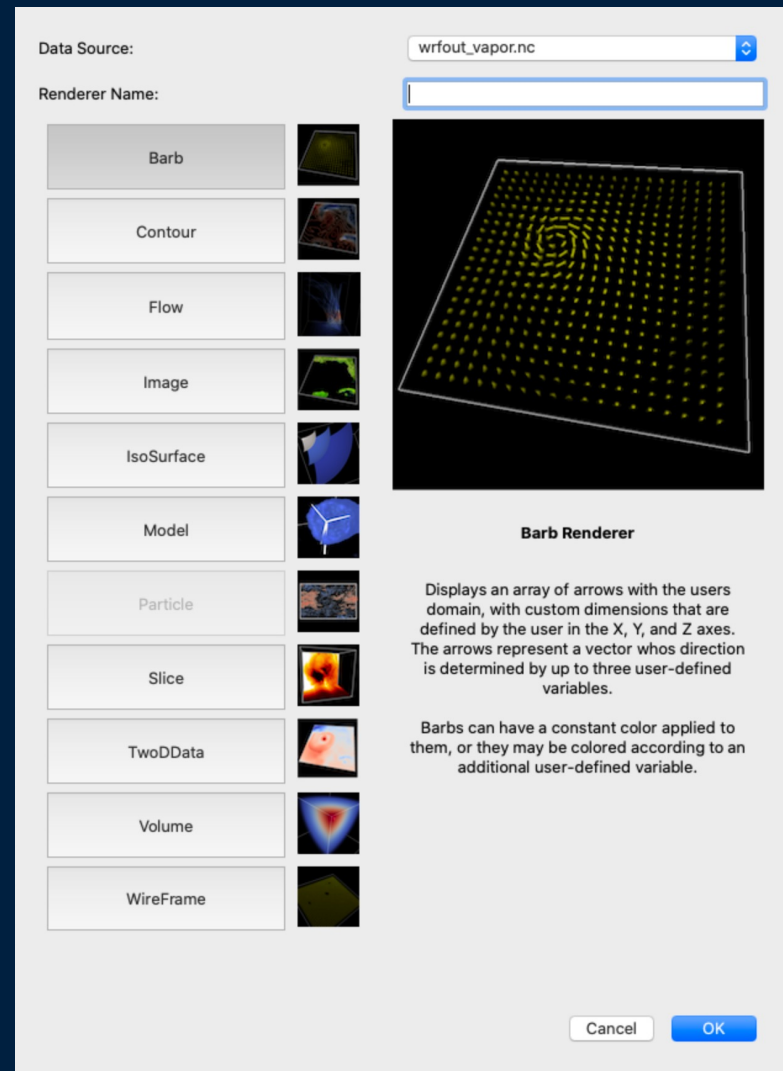 Data Source:
wrfout_vapor.nc
Renderer Name:
Barb
Contour
Flow
Image
IsoSurface
Model
Particle
Slice
TwoDData
Volume
WireFrame
Barb Renderer
Displays an array of arrows with the users
domain, with custom dimensions that are
defined by the user in the X, Y, and Z axes.
The arrows represent a vector whos direction
is determined by up to three user-defined
variables.
Barbs can have a constant color applied to
them, or they may be colored according to an
additional user-defined variable.
Cancel
OK